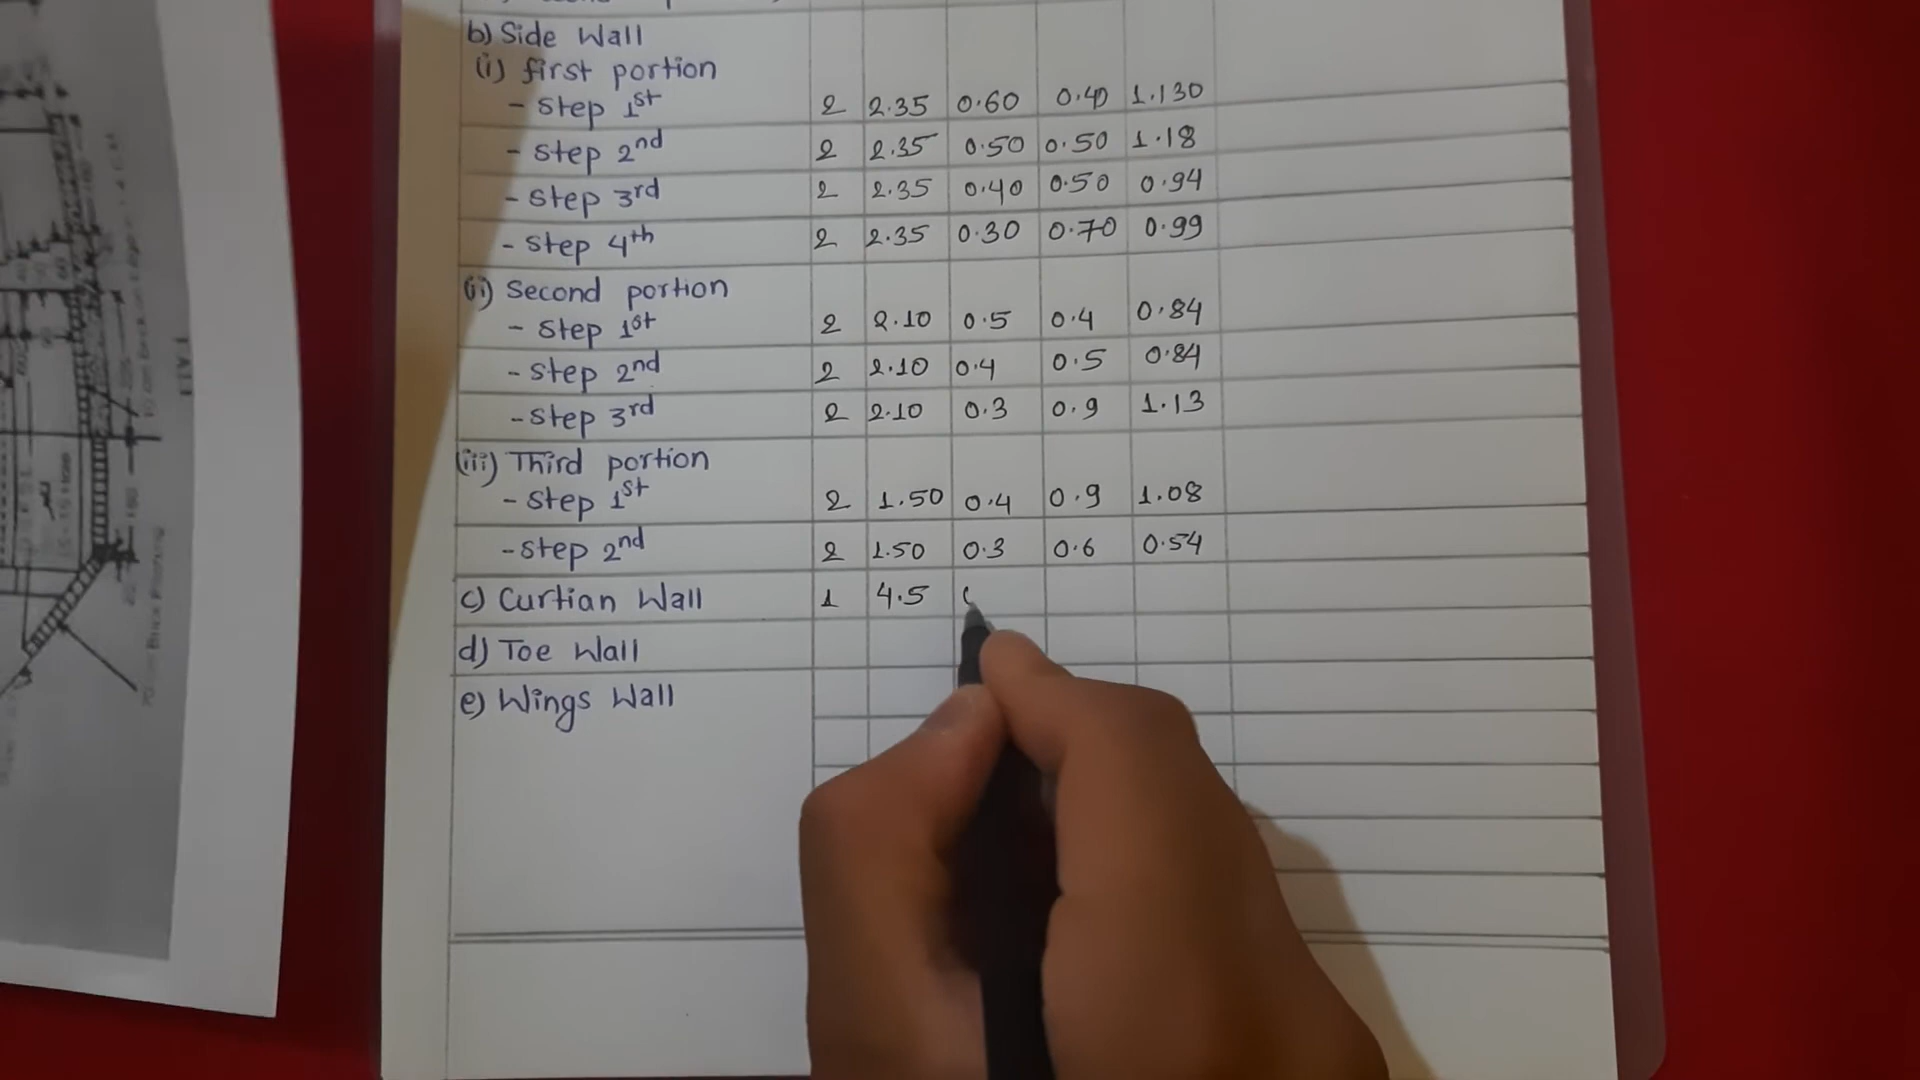 b) Side Wall
(i) first portion
- Step 1st 2 2.35 0.60 0.40 1.130
- Step 2nd 2 2.35 0.50 0.50 1.18
- Step 3rd 2 2.35 0.40 0.50 0.94
- Step 4th 2 2.35 0.30 0.70 0.99
(ii) Second portion
- Step 1st 2 2.10 0.5 0.4 0.84
- Step 2nd 2 2.10 0.4 0.5 0.84
- Step 3rd 2 2.10 0.3 0.9 1.13
(iii) Third portion
- Step 1st 2 1.50 0.4 0.9 1.08
- Step 2nd 2 1.50 0.3 0.6 0.54
c) Curtian Wall 1 4.5
d) Toe Wall
e) Wings Wall